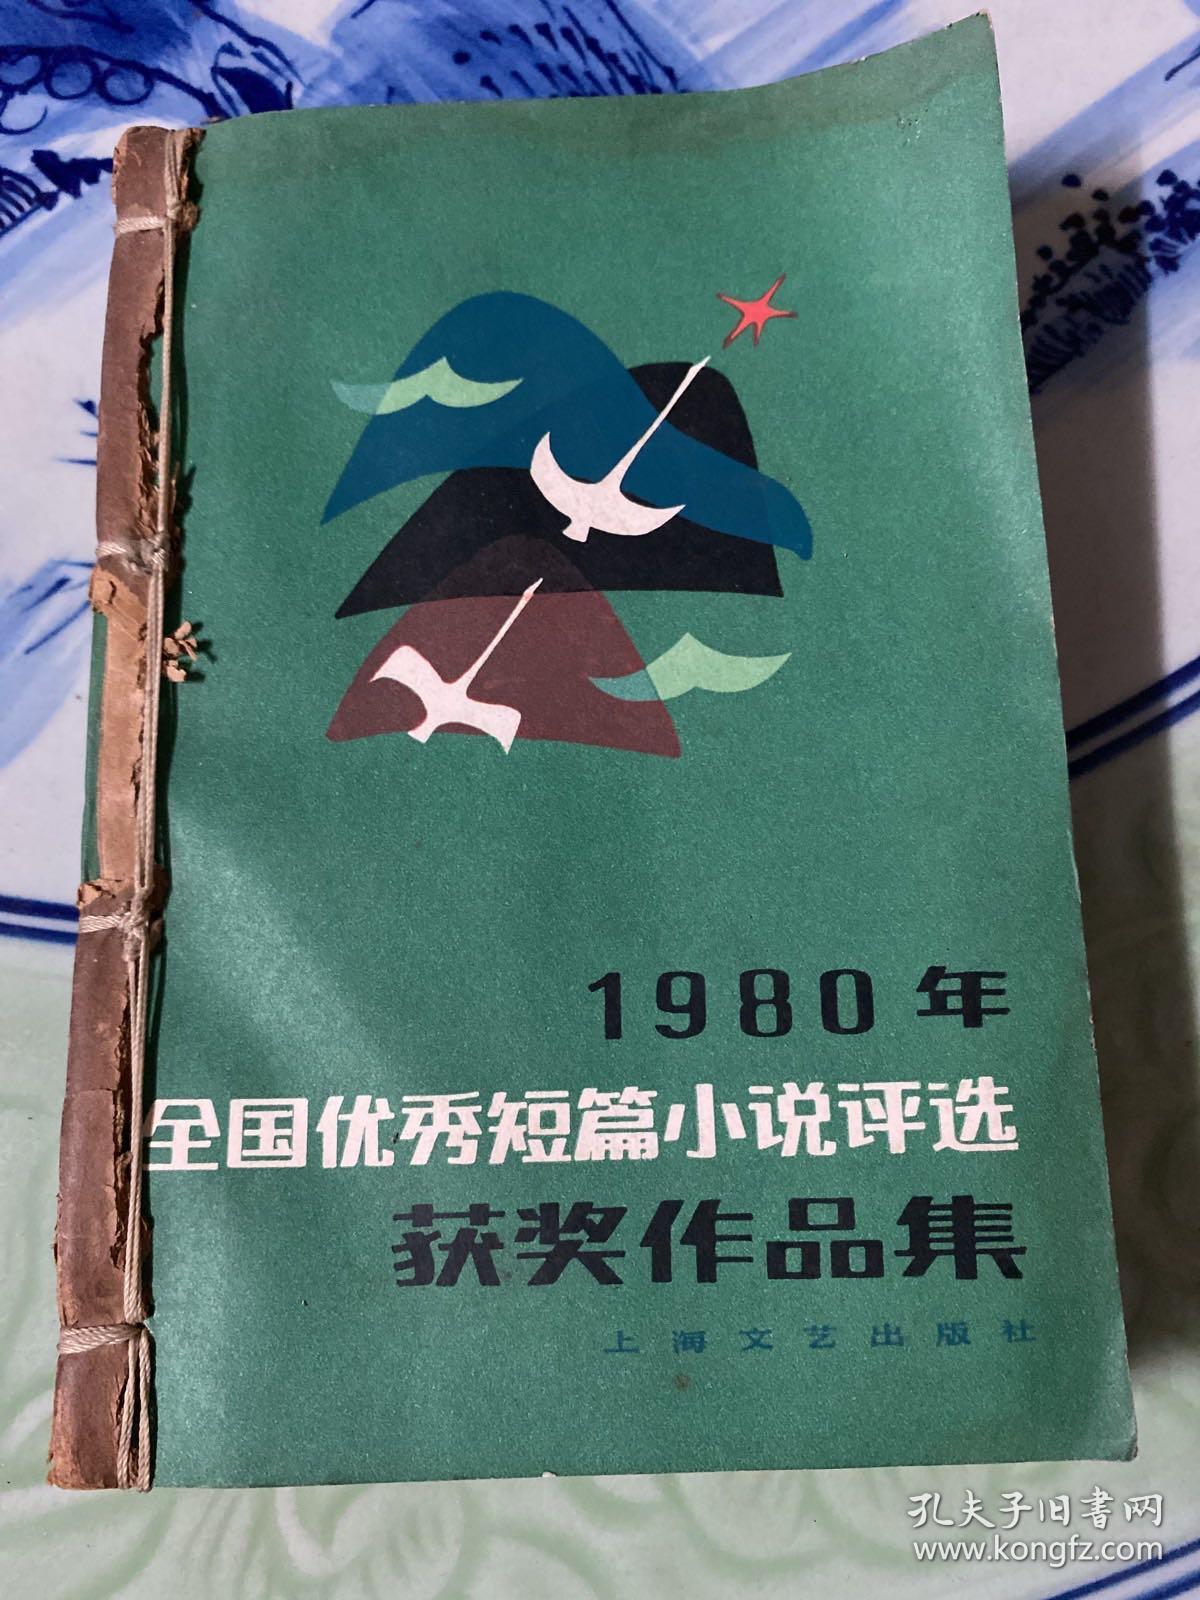 1980年
全国优秀短篇小说评选
获奖作品集
上海文艺出版社
孔夫子旧书网
www.kongfz.com